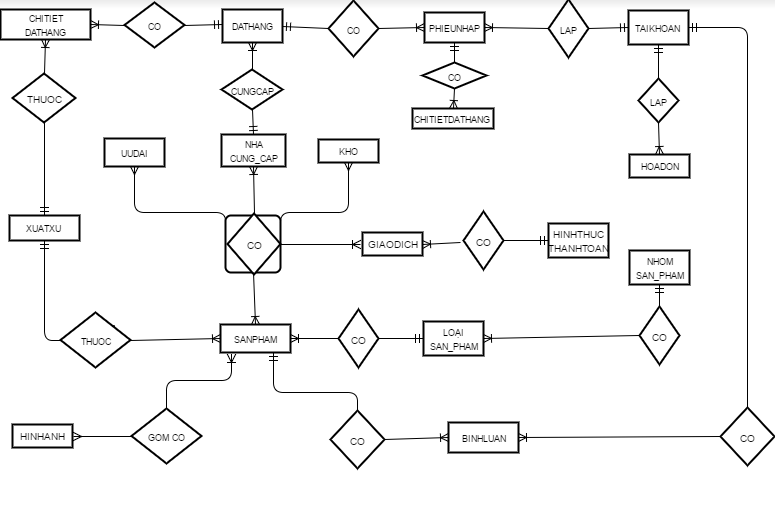 CHITIET
DATHANG
CO
DATHANG
CO
PHIEUNHAP
LAP
TAIKHOAN
THUOC
CUNGCAP
CO
LAP
CHITIETDATHANG
UUDAI
NHA
CUNG_CAP
KHO
HOADON
XUATXU
CO
GIAODICH
CO
HINHTHUC
THANHTOAN
NHOM
SAN_PHAM
THUOC
SANPHAM
CO
LOAI
SAN_PHAM
CO
HINHANH
GOM CO
CO
BINHLUAN
CO